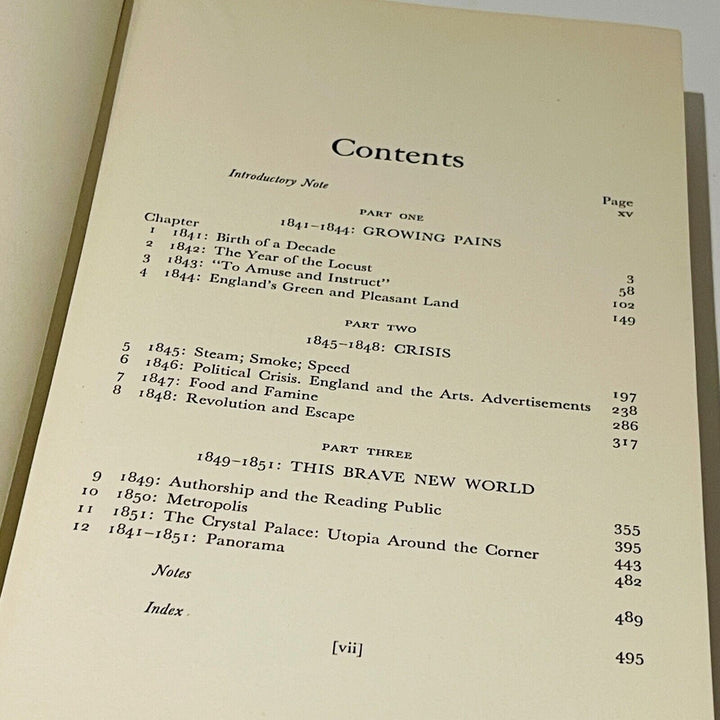 Contents
Page
Introductory Note xv
PART ONE
Chapter 1841–1844: GROWING PAINS
1 1841: Birth of a Decade 3
2 1842: The Year of the Locust 58
3 1843: “To Amuse and Instruct” 102
4 1844: England’s Green and Pleasant Land 149
PART TWO
1845–1848: CRISIS
5 1845: Steam; Smoke; Speed 197
6 1846: Political Crisis. England and the Arts. Advertisements 238
7 1847: Food and Famine 286
8 1848: Revolution and Escape 317
PART THREE
1849–1851: THIS BRAVE NEW WORLD
9 1849: Authorship and the Reading Public 355
10 1850: Metropolis 395
11 1851: The Crystal Palace: Utopia Around the Corner 443
12 1841–1851: Panorama 482
Notes 489
Index 495
[vii]